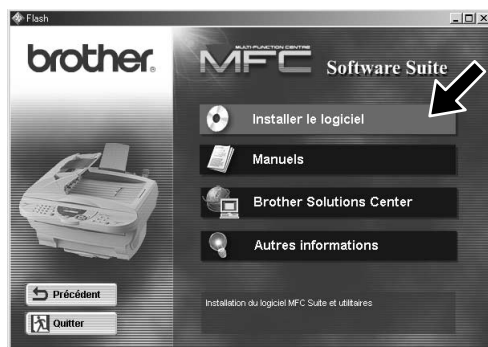 Flash
brother.
MULTI-FUNCTION CENTRE
MFC Software Suite
Installer le logiciel
Manuels
Brother Solutions Center
Autres informations
Précédent
Quitter
Installation du logiciel MFC Suite et utilitaires